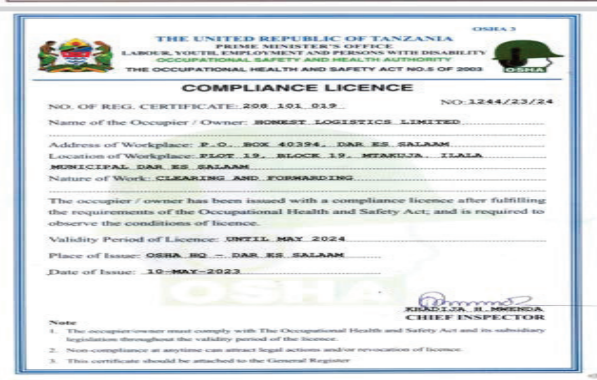 OSHA 3
THE UNITED REPUBLIC OF TANZANIA
PRIME MINISTER'S OFFICE
LABOUR, YOUTH, EMPLOYMENT AND PERSONS WITH DISABILITY
OCCUPATIONAL SAFETY AND HEALTH AUTHORITY
THE OCCUPATIONAL HEALTH AND SAFETY ACT NO.5 OF 2003
OSHA
COMPLIANCE LICENCE
NO. OF REG. CERTIFICATE: 208 101 019 NO: 1244/23/24
Name of the Occupier / Owner: HONEST LOGISTICS LIMITED
Address of Workplace: P.O. BOX 40394, DAR ES SALAAM
Location of Workplace: PLOT 19, BLOCK 19, MTAKUJA, ILALA
MUNICIPAL DAR ES SALAAM
Nature of Work: CLEARING AND FORWARDING
The occupier / owner has been issued with a compliance licence after fulfilling
the requirements of the Occupational Health and Safety Act; and is required to
observe the conditions of licence.
Validity Period of Licence: UNTIL MAY 2024
Place of Issue: OSHA HQ – DAR ES SALAAM
Date of Issue: 10-MAY-2023
OSHA
KHADIJA H MWENDA
CHIEF INSPECTOR
Note
1. The occupier/owner must comply with The Occupational Health and Safety Act and its subsidiary
legislation throughout the validity period of the licence.
2. Non-compliance at anytime can attract legal actions and/or revocation of licence.
3. This certificate should be attached to the General Register